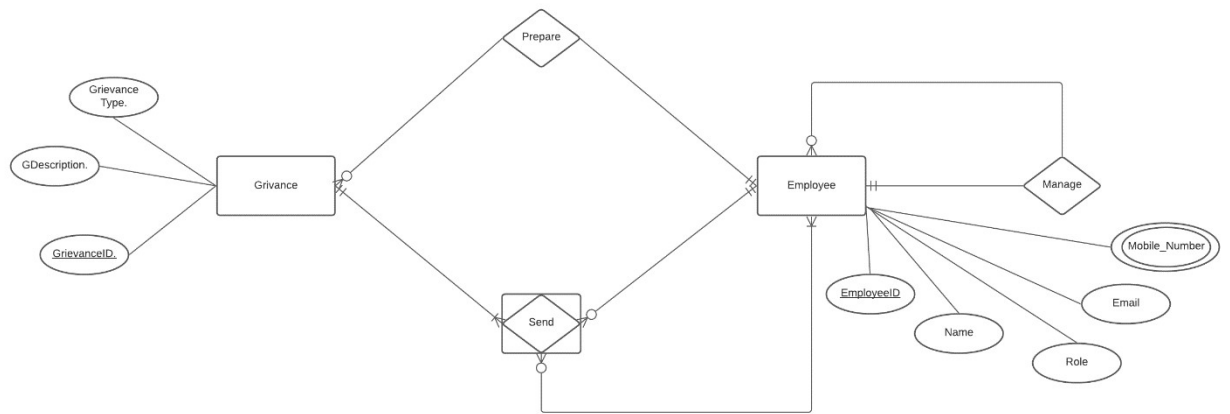 Prepare
Grievance
Type.
GDescription.
Grivance
Employee
Manage
GrievanceID.
Mobile_Number
EmployeeID
Email
Send
Name
Role